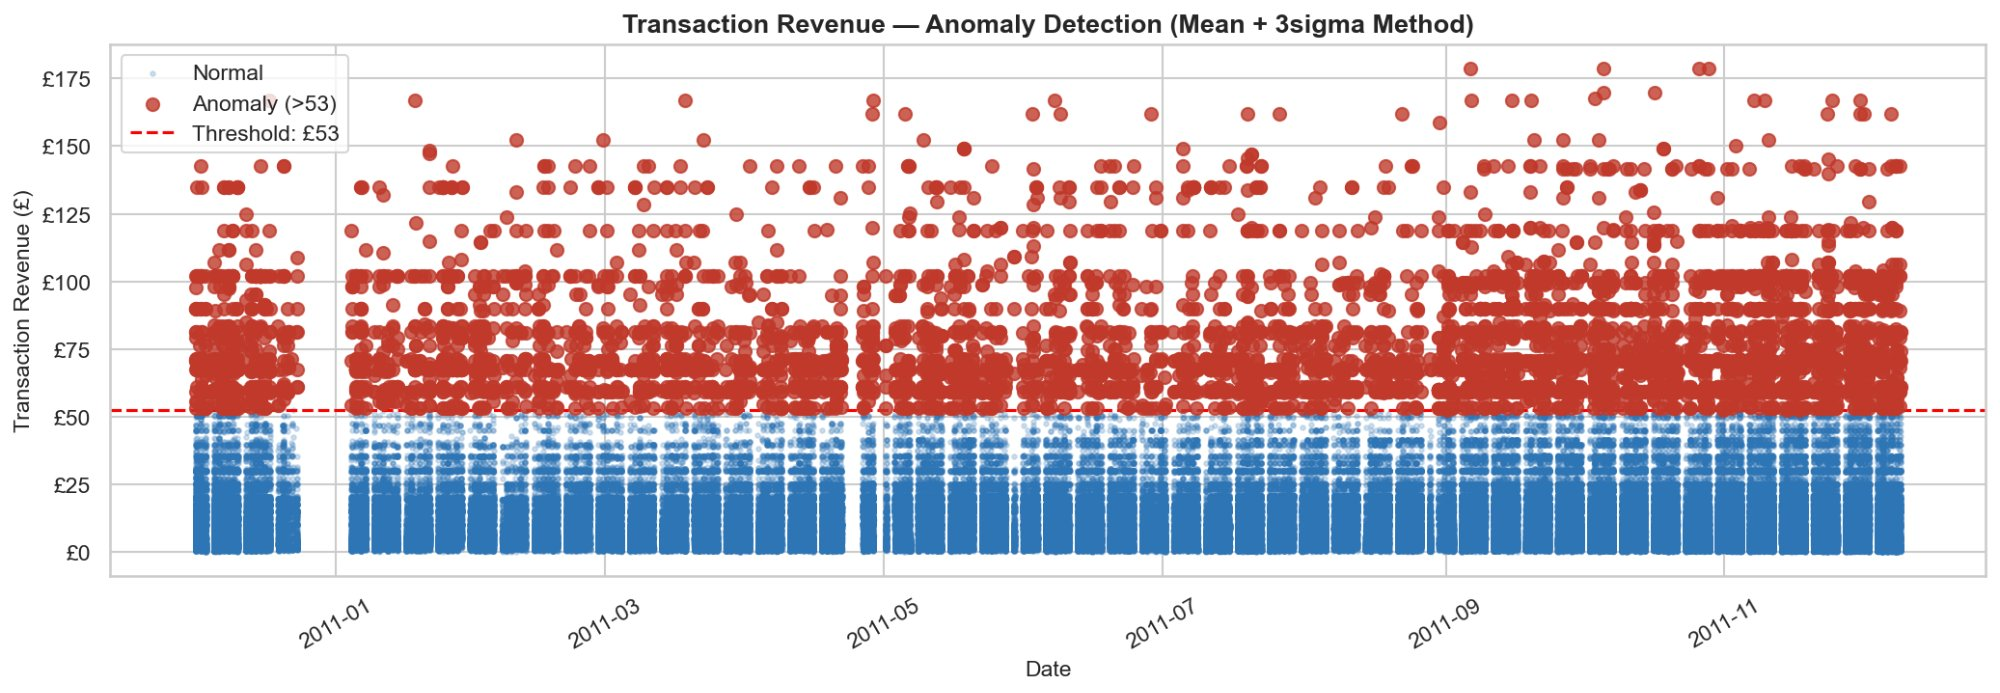 Transaction Revenue — Anomaly Detection (Mean + 3sigma Method)
Normal
Anomaly (>53)
Threshold: £53
Transaction Revenue (£)
£175
£150
£125
£100
£75
£50
£25
£0
2011-01
2011-03
2011-05
2011-07
2011-09
2011-11
Date